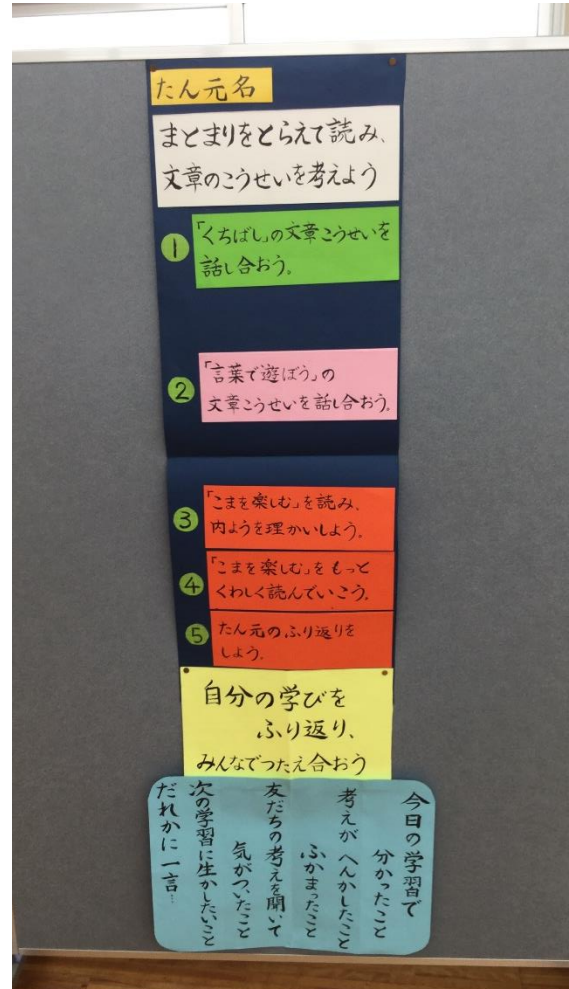 たん元名
まとまりをとらえて読み、
文章のこうせいを考えよう
① 「くちばし」の文章こうせいを
話し合おう。
② 「言葉で遊ぼう」の
文章こうせいを話し合おう。
③ 「こまを楽しむ」を読み、
内ようを理かいしよう。
④ 「こまを楽しむ」をもっと
くわしく読んでいこう。
⑤ たん元のふり返りを
しよう。
自分の学びを
ふり返り、
みんなでつたえ合おう
今日の学習で
分かったこと
考えがへんかしたこと
ふかまったこと
友だちの考えを聞いて
気がついたこと
次の学習に生かしたいこと
だれかに一言…